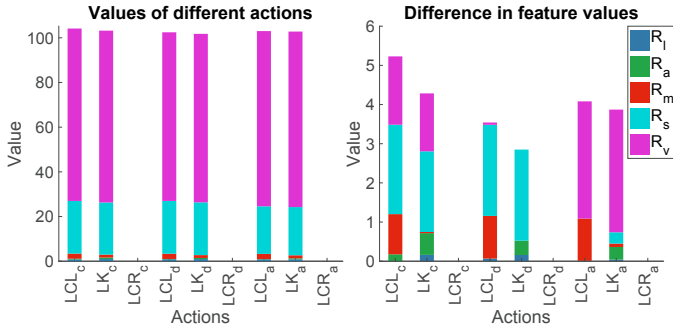 Values of different actions
100
80
60
40
20
0
Value
LCL_c
LK_c
LCR_c
LCL_d
LK_d
LCR_d
LCL_a
LK_a
LCR_a
Actions
Difference in feature values
6
5
4
3
2
1
0
Value
LCL_c
LK_c
LCR_c
LCL_d
LK_d
LCR_d
LCL_a
LK_a
LCR_a
Actions
R_l
R_a
R_m
R_s
R_v